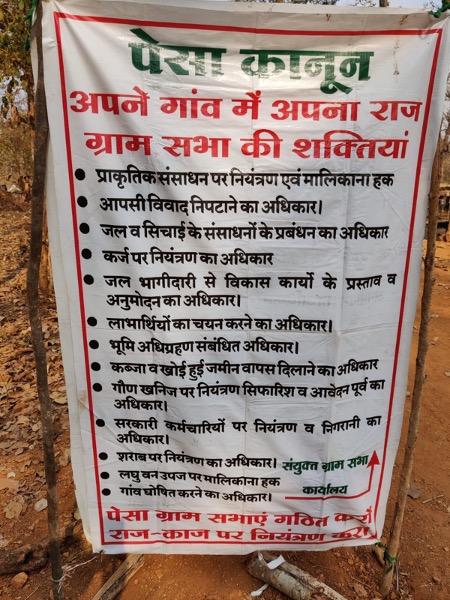 पेसा कानून
अपने गांव में अपना राज
ग्राम सभा की शक्तियां
प्राकृतिक संसाधन पर नियंत्रण एवं मालिकाना हक
आपसी विवाद निपटाने का अधिकार।
जल व सिचाई के संसाधनों के प्रबंधन का अधिकार
कर्ज पर नियंत्रण का अधिकार
जल भागीदारी से विकास कार्यो के प्रस्ताव व
अनुमोदन का अधिकार।
लाभार्थियों का चयन करने का अधिकार।
भूमि अधिग्रहण संबंधित अधिकार।
कब्जा व खोई हुई जमीन वापस दिलाने का अधिकार
गौण खनिज पर नियंत्रण सिफारिश व आवेदन पूर्व का
अधिकार।
सरकारी कर्मचारियों पर नियंत्रण व निगरानी का
अधिकार।
शराब पर नियंत्रण का अधिकार।
लघु वन उपज पर मालिकाना हक
गांव घोषित करने का अधिकार।
संयुक्त ग्राम सभा
कार्यालय
पेसा ग्राम सभाएं गठित करों
राज-काज पर नियंत्रण करो